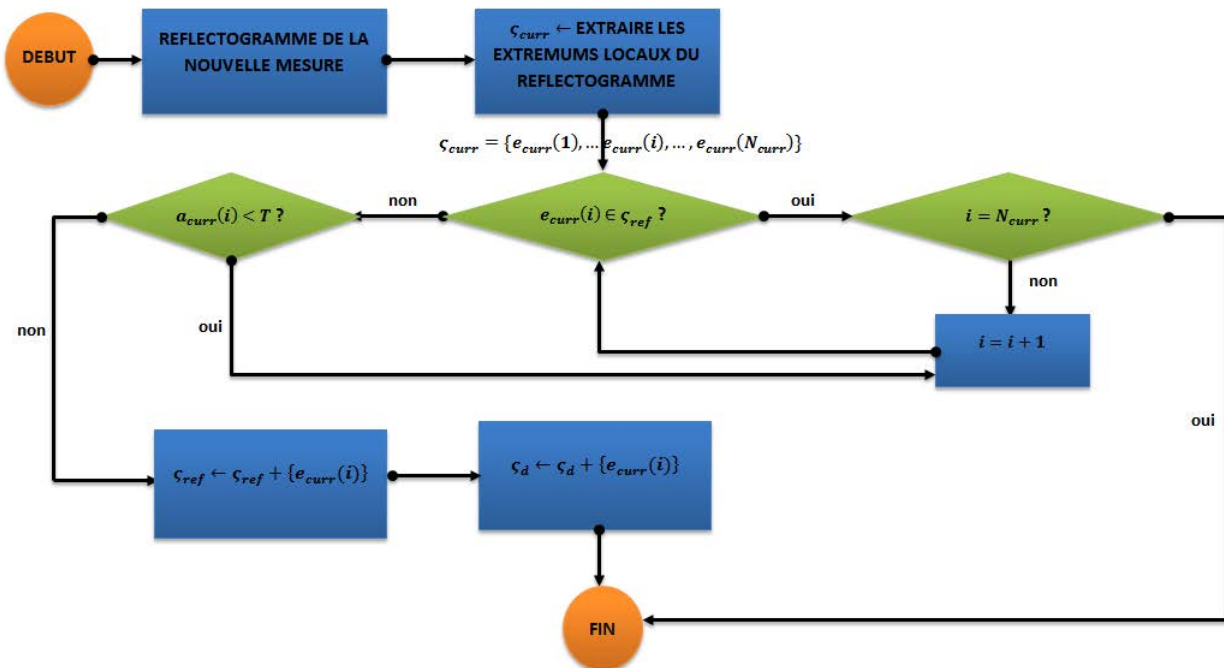 DEBUT
REFLECTOGRAMME DE LA
NOUVELLE MESURE
ς_curr ← EXTRAIRE LES
EXTREMUMS LOCAUX DU
REFLECTOGRAMME
ς_curr = {e_curr(1), … e_curr(i), … , e_curr(N_curr)}
a_curr(i) < T ?
non
e_curr(i) ∈ ς_ref ?
oui
i = N_curr ?
non
non
oui
i = i + 1
oui
ς_ref ← ς_ref + {e_curr(i)}
ς_d ← ς_d + {e_curr(i)}
FIN